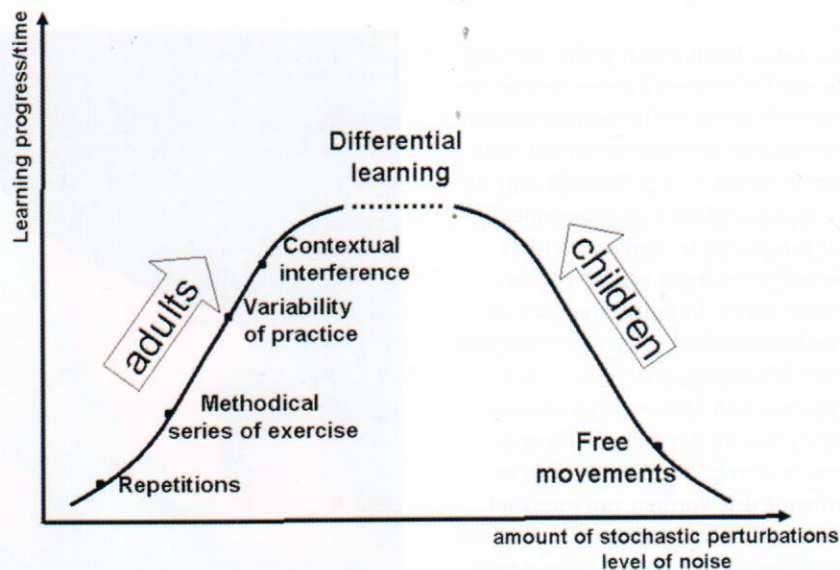 Learning progress/time
Differential
learning
Contextual
interference
Variability
of practice
Methodical
series of exercise
Repetitions
adults
children
Free
movements
amount of stochastic perturbations
level of noise